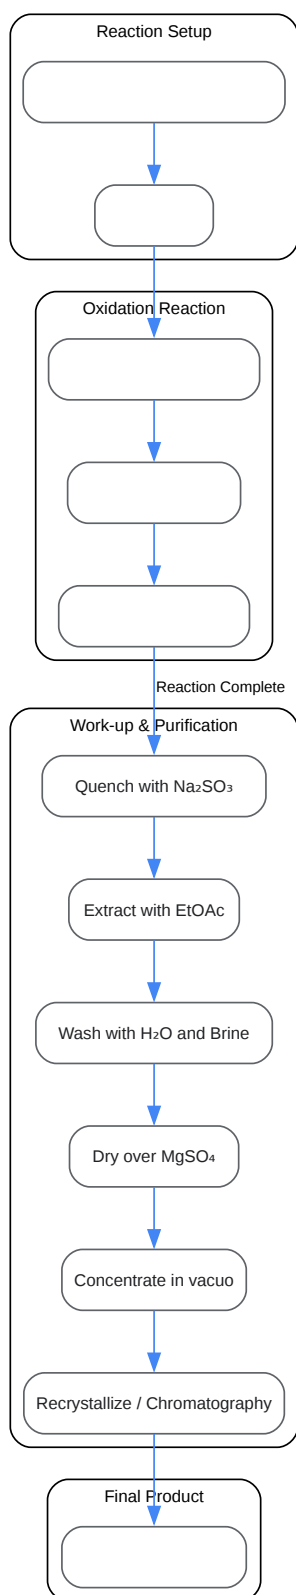 Reaction Setup
Oxidation Reaction
Reaction Complete
Work-up & Purification
Quench with Na₂SO₃
Extract with EtOAc
Wash with H₂O and Brine
Dry over MgSO₄
Concentrate in vacuo
Recrystallize / Chromatography
Final Product